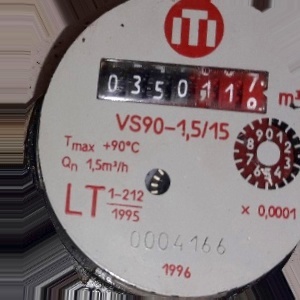 ITI
0350117 m³
VS90-1,5/15
Tmax +90°C
Qn 1,5m³/h
LT 1-212
1995
x 0,0001
0004166
1996